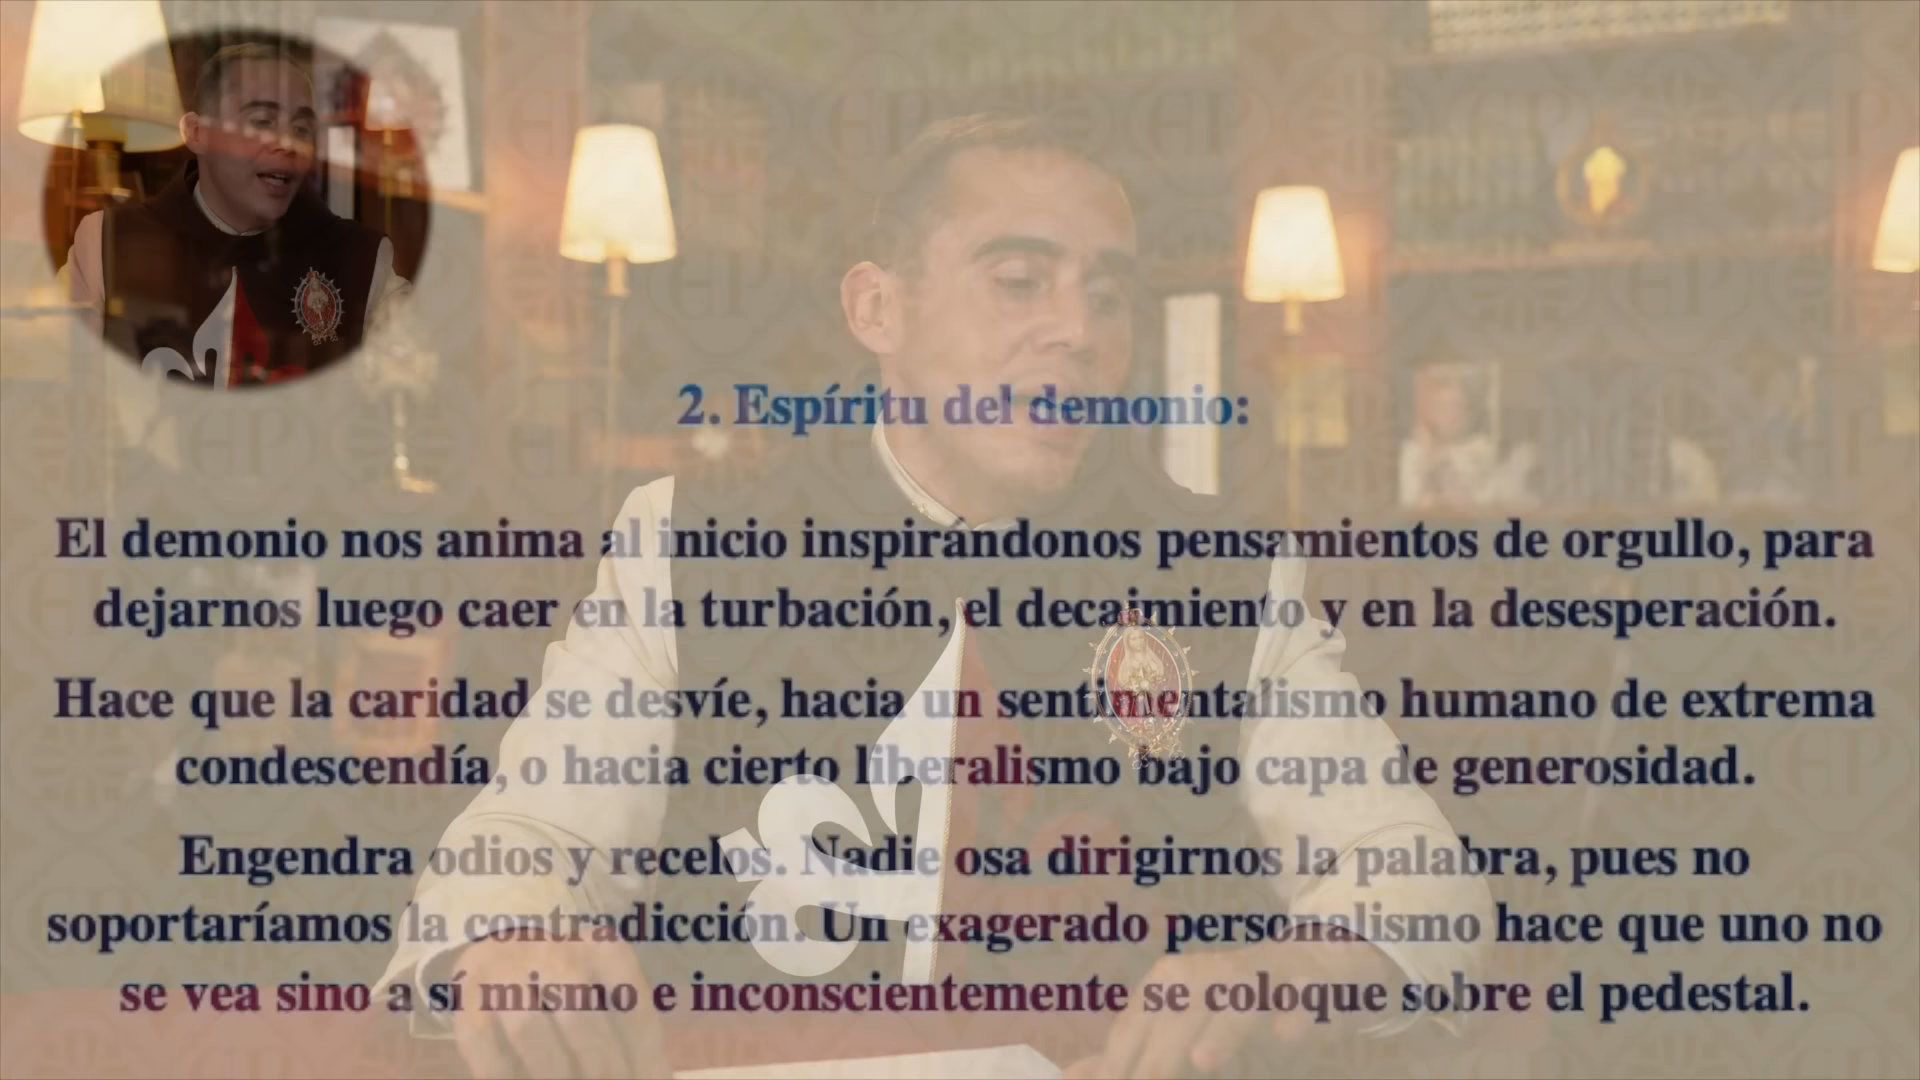 2. Espíritu del demonio:
El demonio nos anima al inicio inspirándonos pensamientos de orgullo, para
dejarnos luego caer en la turbación, el decaimiento y en la desesperación.
Hace que la caridad se desvíe, hacia un sentimentalismo humano de extrema
condescendía, o hacia cierto liberalismo bajo capa de generosidad.
Engendra odios y recelos. Nadie osa dirigirnos la palabra, pues no
soportaríamos la contradicción. Un exagerado personalismo hace que uno no
se vea sino a sí mismo e inconscientemente se coloque sobre el pedestal.